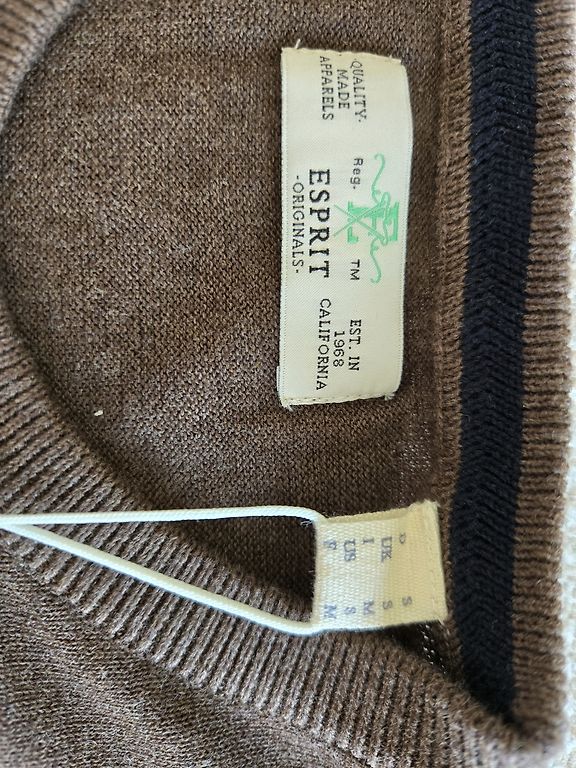 QUALITY·
MADE
APPARELS
Reg. TM
ESPRIT
-ORIGINALS-
EST. IN
1968
CALIFORNIA
D S
UK S
I M
US S
F M